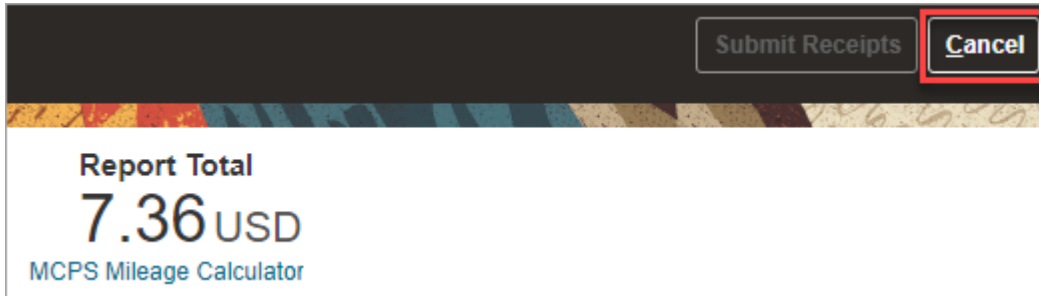 Submit Receipts
Cancel
Report Total
7.36 USD
MCPS Mileage Calculator